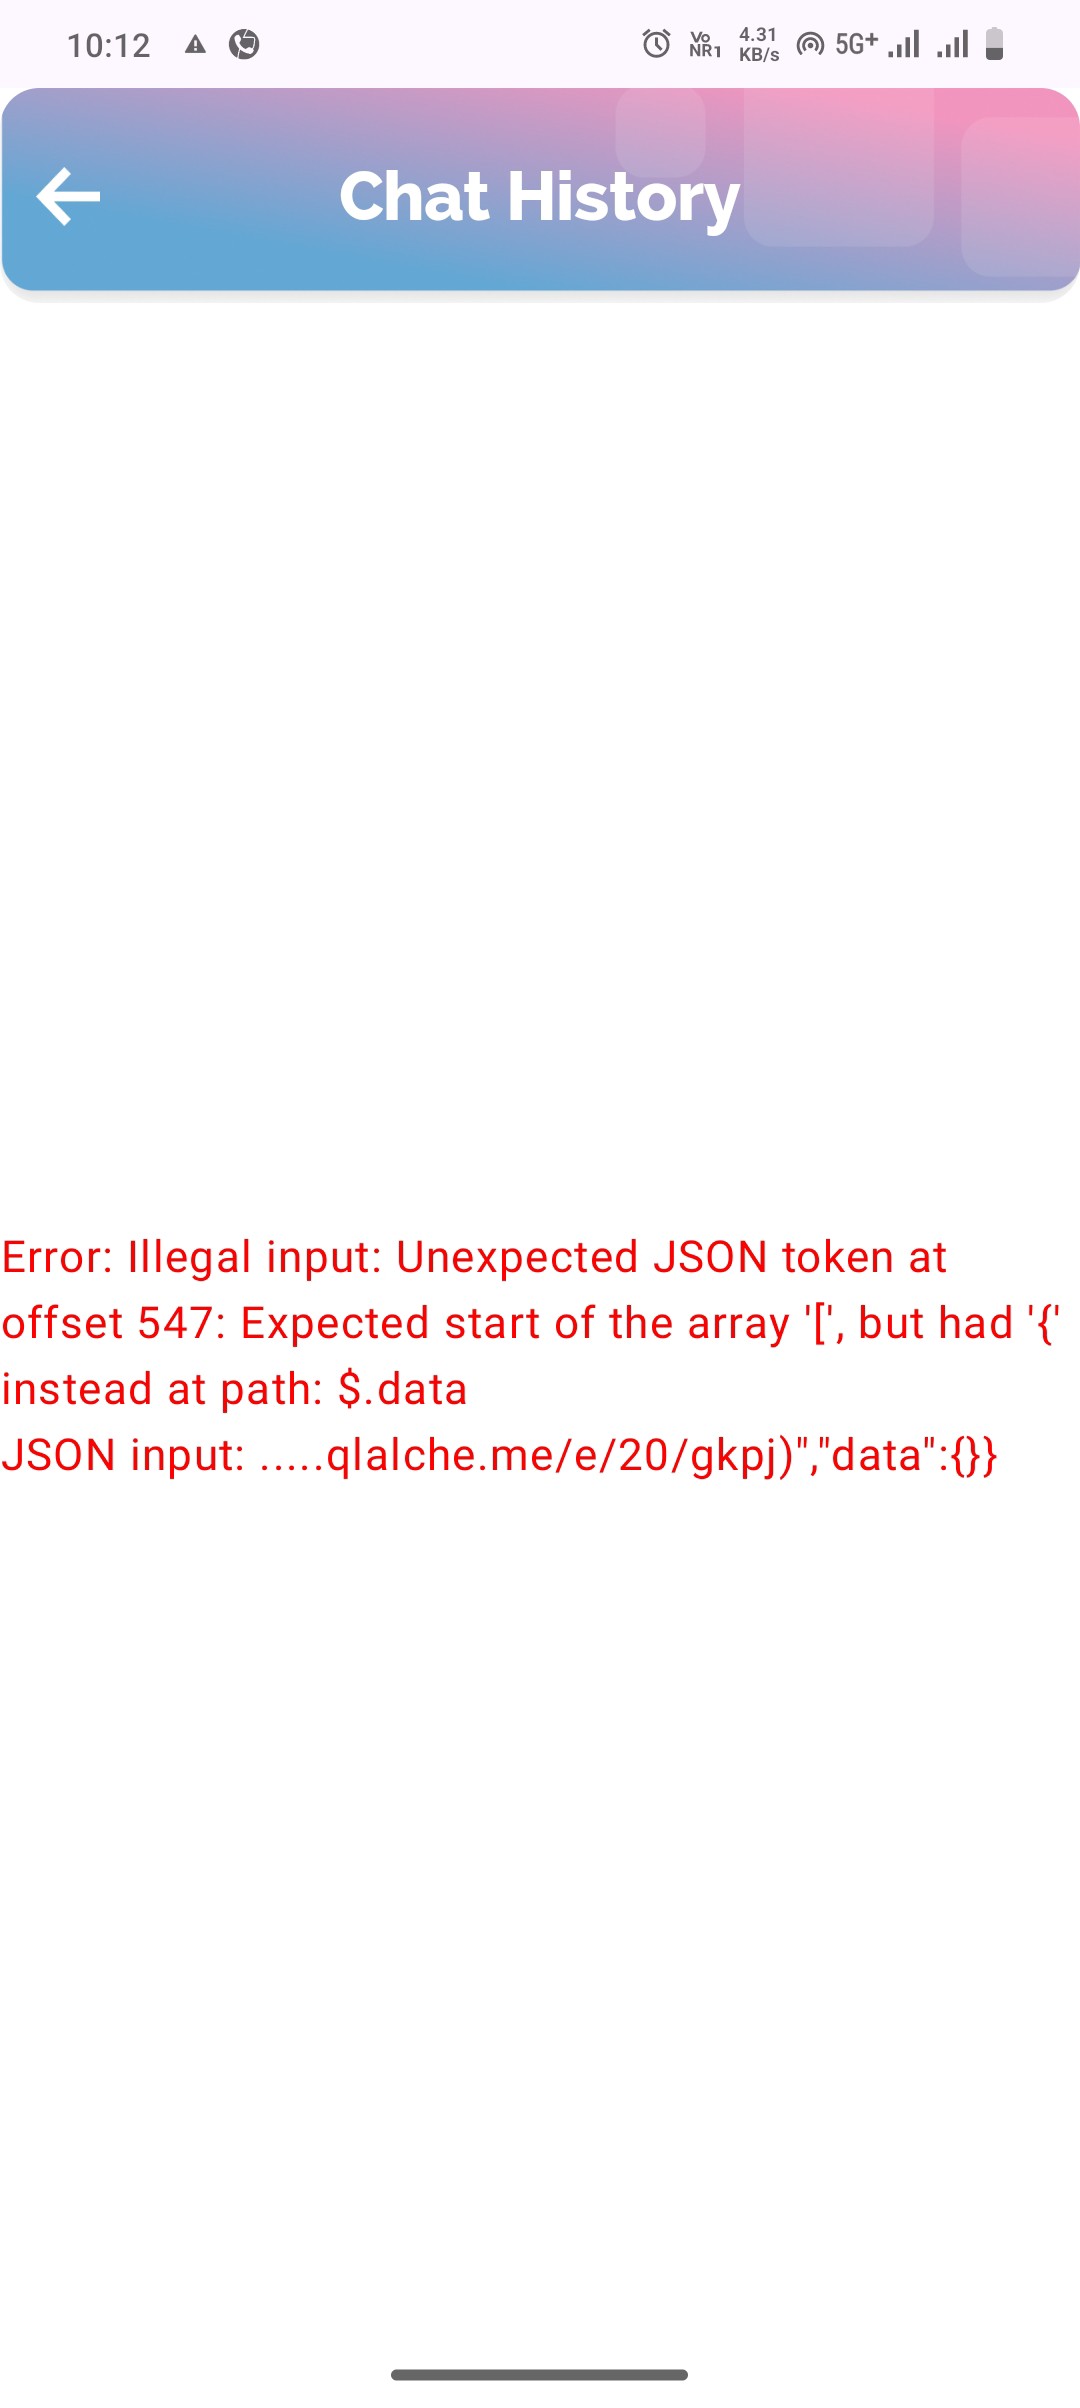 10:12
Vo
NR1
4.31
KB/s
5G+
Chat History
Error: Illegal input: Unexpected JSON token at
offset 547: Expected start of the array '[', but had '{'
instead at path: $.data
JSON input: .....qlalche.me/e/20/gkpj)","data":{}}